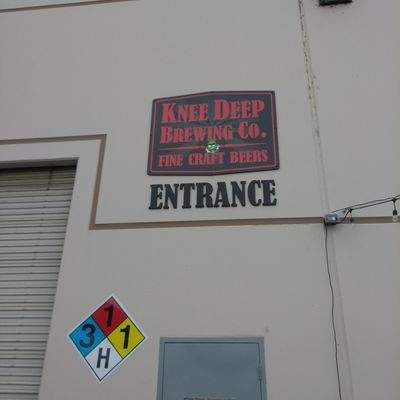 KNEE DEEP
BREWING CO.
FINE CRAFT BEERS
ENTRANCE
1
3 1
H